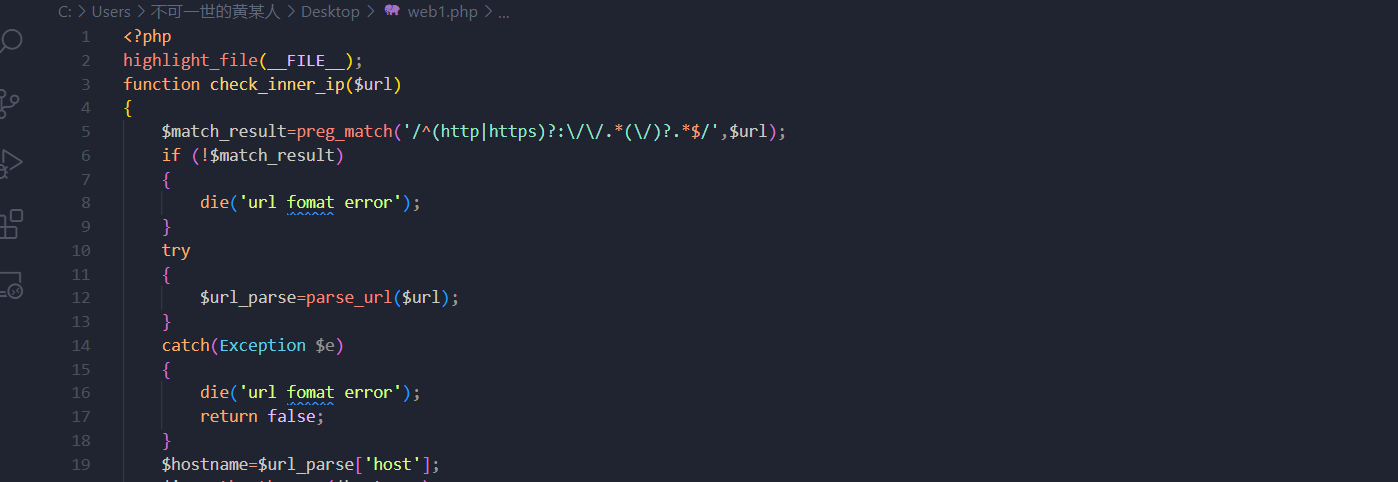 C: > Users > 不可一世的黄某人 > Desktop > web1.php > ...
1 <?php
2 highlight_file(__FILE__);
3 function check_inner_ip($url)
4 {
5 $match_result=preg_match('/^(http|https)?:\/\/.*(\/)?.*$/',$url);
6 if (!$match_result)
7 {
8 die('url fomat error');
9 }
10 try
11 {
12 $url_parse=parse_url($url);
13 }
14 catch(Exception $e)
15 {
16 die('url fomat error');
17 return false;
18 }
19 $hostname=$url_parse['host'];